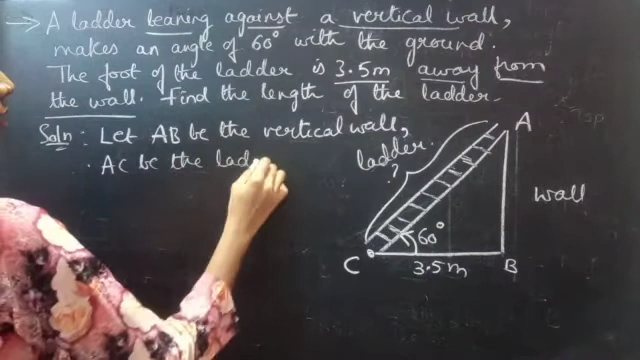 → A ladder leaning against a vertical wall,
makes an angle of 60° with the ground.
The foot of the ladder is 3.5m away from
the wall. Find the length of the ladder.
Soln : Let AB be the vertical wall,
. AC be the lad
ladder.
?
A
wall
60°
C
3.5m
B